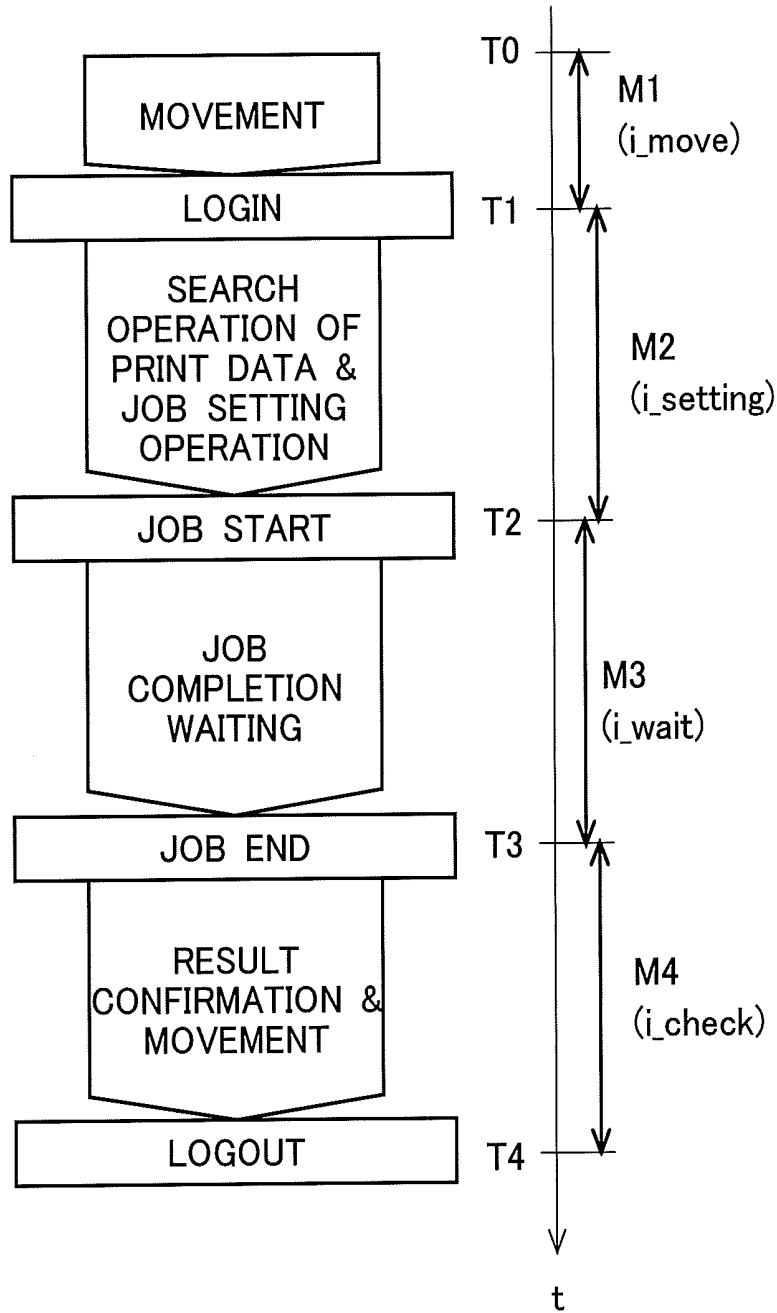 T0
MOVEMENT
M1
(i_move)
LOGIN
T1
SEARCH
OPERATION OF
PRINT DATA &
JOB SETTING
OPERATION
M2
(i_setting)
JOB START
T2
JOB
COMPLETION
WAITING
M3
(i_wait)
JOB END
T3
RESULT
CONFIRMATION &
MOVEMENT
M4
(i_check)
LOGOUT
T4
t